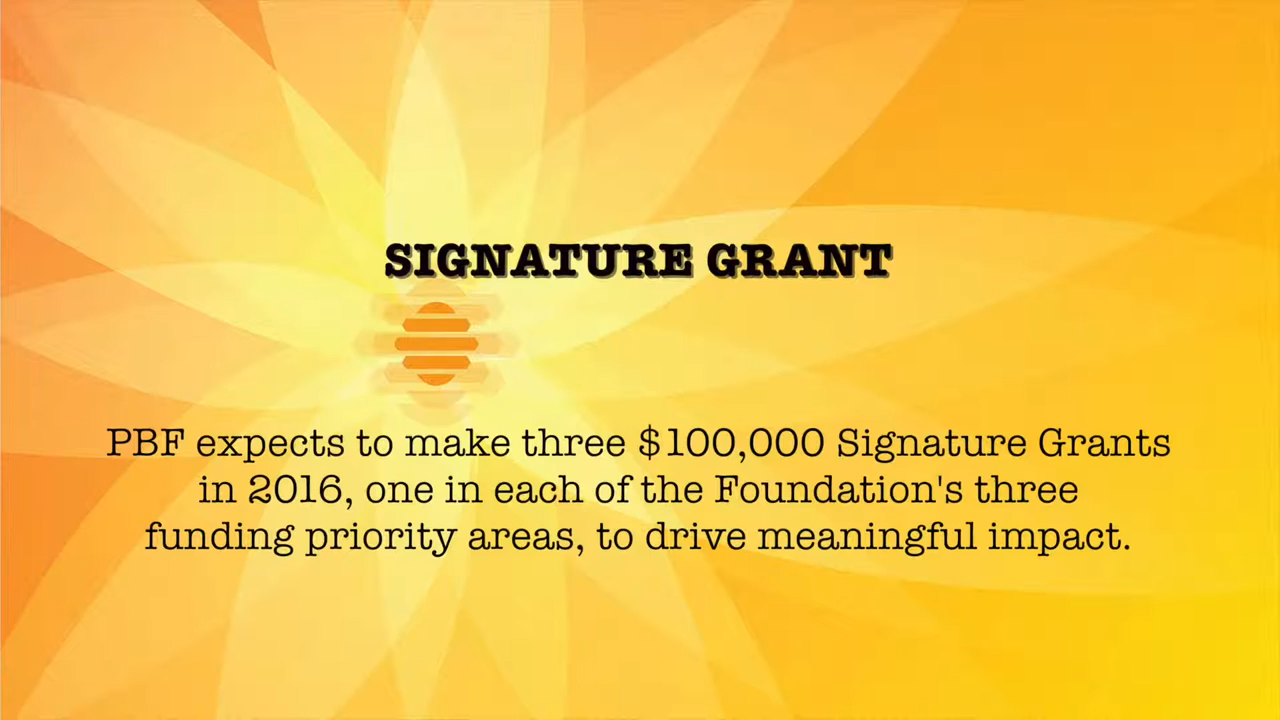 SIGNATURE GRANT
PBF expects to make three $100,000 Signature Grants
in 2016, one in each of the Foundation's three
funding priority areas, to drive meaningful impact.